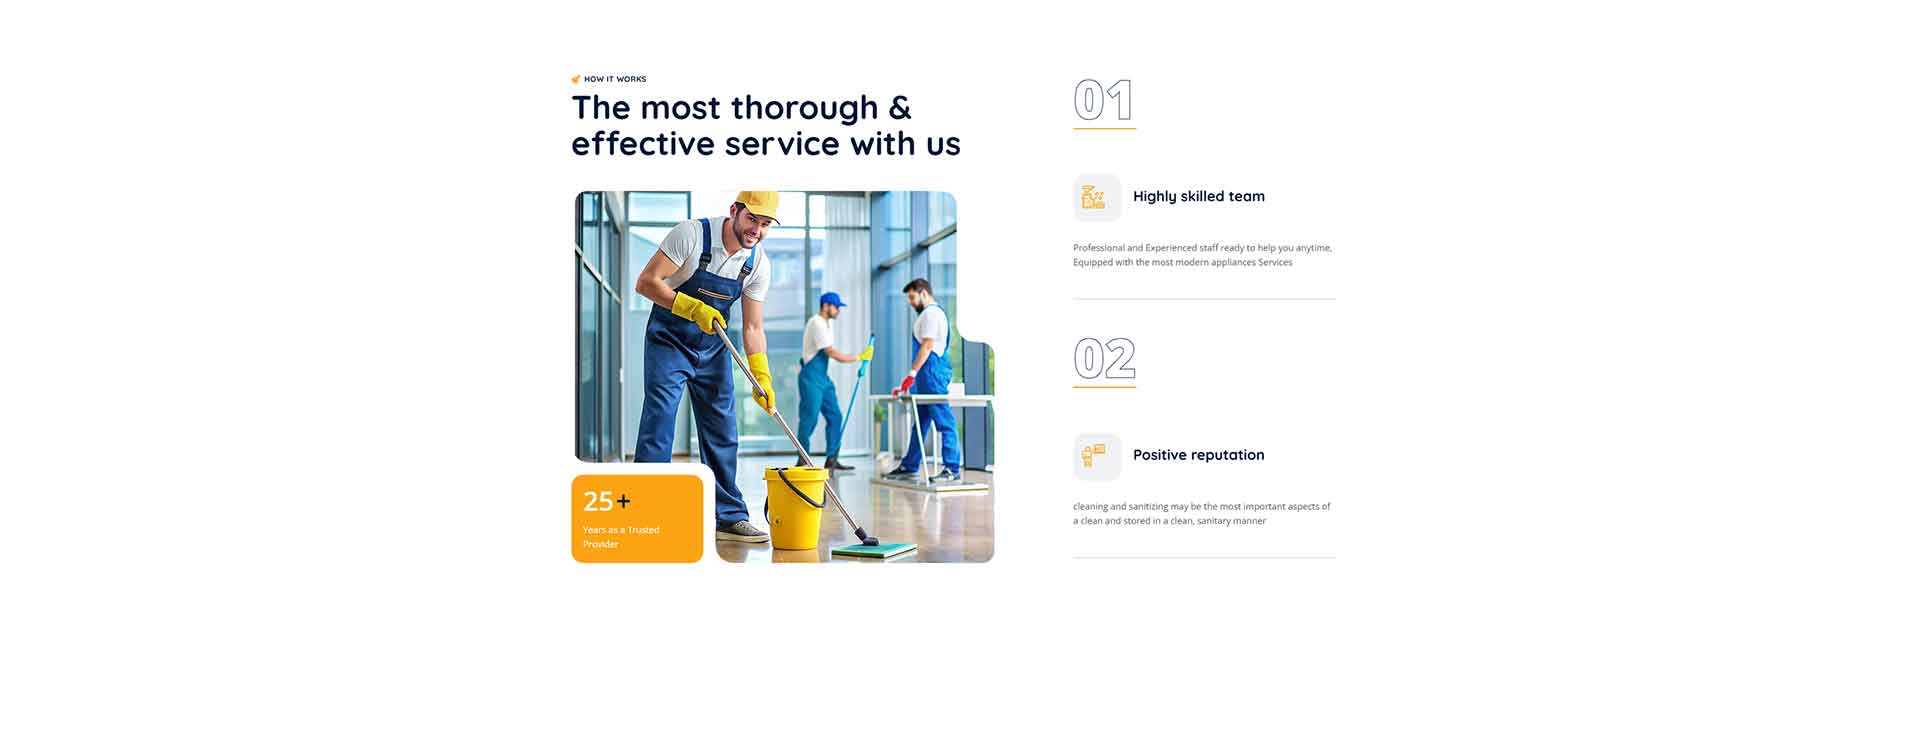 HOW IT WORKS
The most thorough &
effective service with us
25+
Years as a Trusted
Provider
01
Highly skilled team
Professional and Experienced staff ready to help you anytime,
Equipped with the most modern appliances Services
02
Positive reputation
cleaning and sanitizing may be the most important aspects of
a clean and stored in a clean, sanitary manner